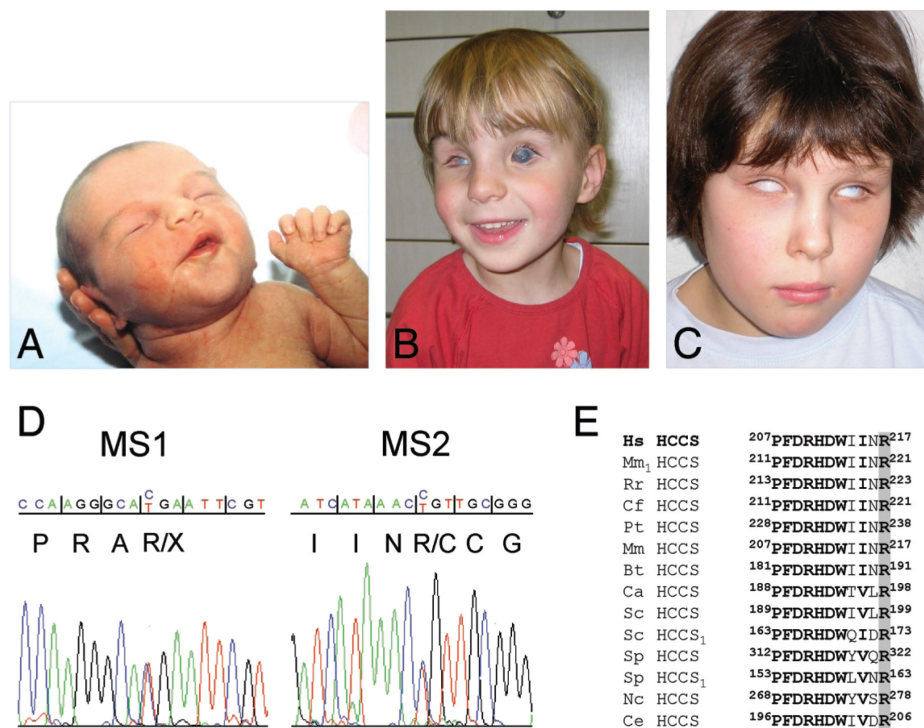 A
B
C
D
MS1
MS2
C C A A G G G C A C/T G A A T T C G T
A T C A T A A A C C/T G T T G C G G G
P R A R/X
I I N R/C C G
E
Hs HCCS 207PFDRHDWIINR217
Mm1 HCCS 211PFDRHDWIINR221
Rr HCCS 213PFDRHDWIINR223
Cf HCCS 211PFDRHDWIINR221
Pt HCCS 228PFDRHDWIINR238
Mm HCCS 207PFDRHDWIINR217
Bt HCCS 181PFDRHDWIINR191
Ca HCCS 188PFDRHDWTVLR198
Sc HCCS 189PFDRHDWIVLR199
Sc HCCS1 163PFDRHDWQIDR173
Sp HCCS 312PFDRHDWYVQR322
Sp HCCS1 153PFDRHDWLVNR163
Nc HCCS 268PFDRHDWYVSR278
Ce HCCS 196PFDRHDWIVDR206